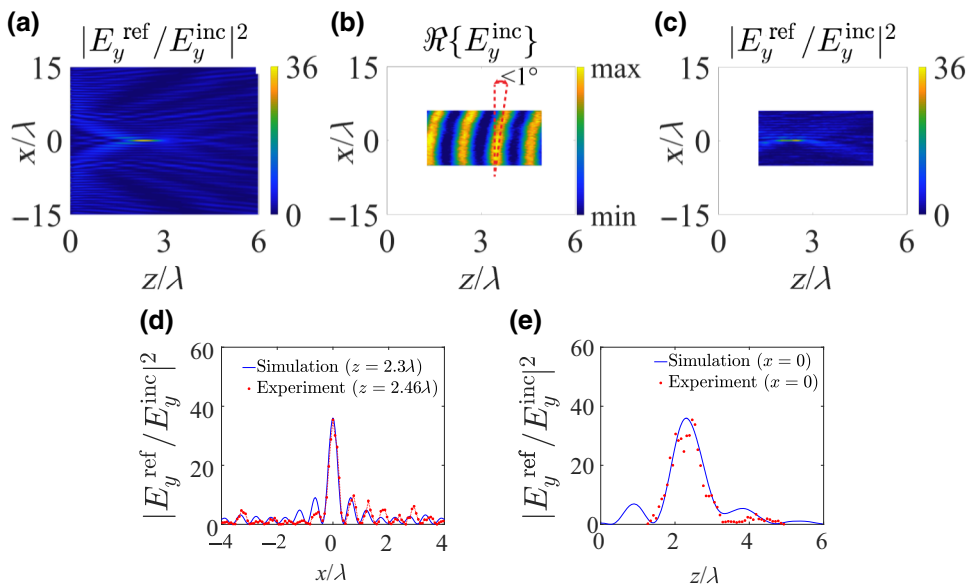 (a)
|E_y^ref/E_y^inc|^2
15
0
−15
x/λ
0
3
6
z/λ
36
0
(b)
ℜ{E_y^inc}
<1°
15
0
−15
x/λ
0
3
6
z/λ
max
min
(c)
|E_y^ref/E_y^inc|^2
15
0
−15
x/λ
0
3
6
z/λ
36
0
(d)
|E_y^ref/E_y^inc|^2
60
40
20
0
Simulation (z = 2.3λ)
Experiment (z = 2.46λ)
−4
−2
0
2
4
x/λ
(e)
|E_y^ref/E_y^inc|^2
60
40
20
0
Simulation (x = 0)
Experiment (x = 0)
0
2
4
6
z/λ